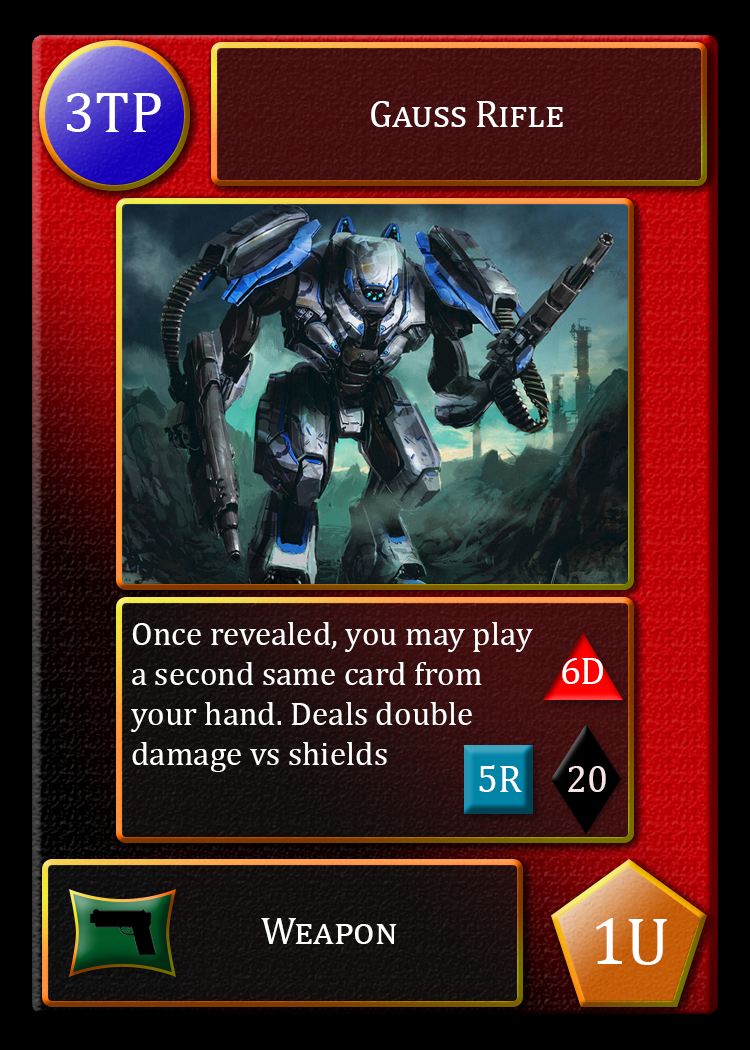 3TP
Gauss Rifle
Once revealed, you may play
a second same card from
your hand. Deals double
damage vs shields
6D
5R
20
Weapon
1U